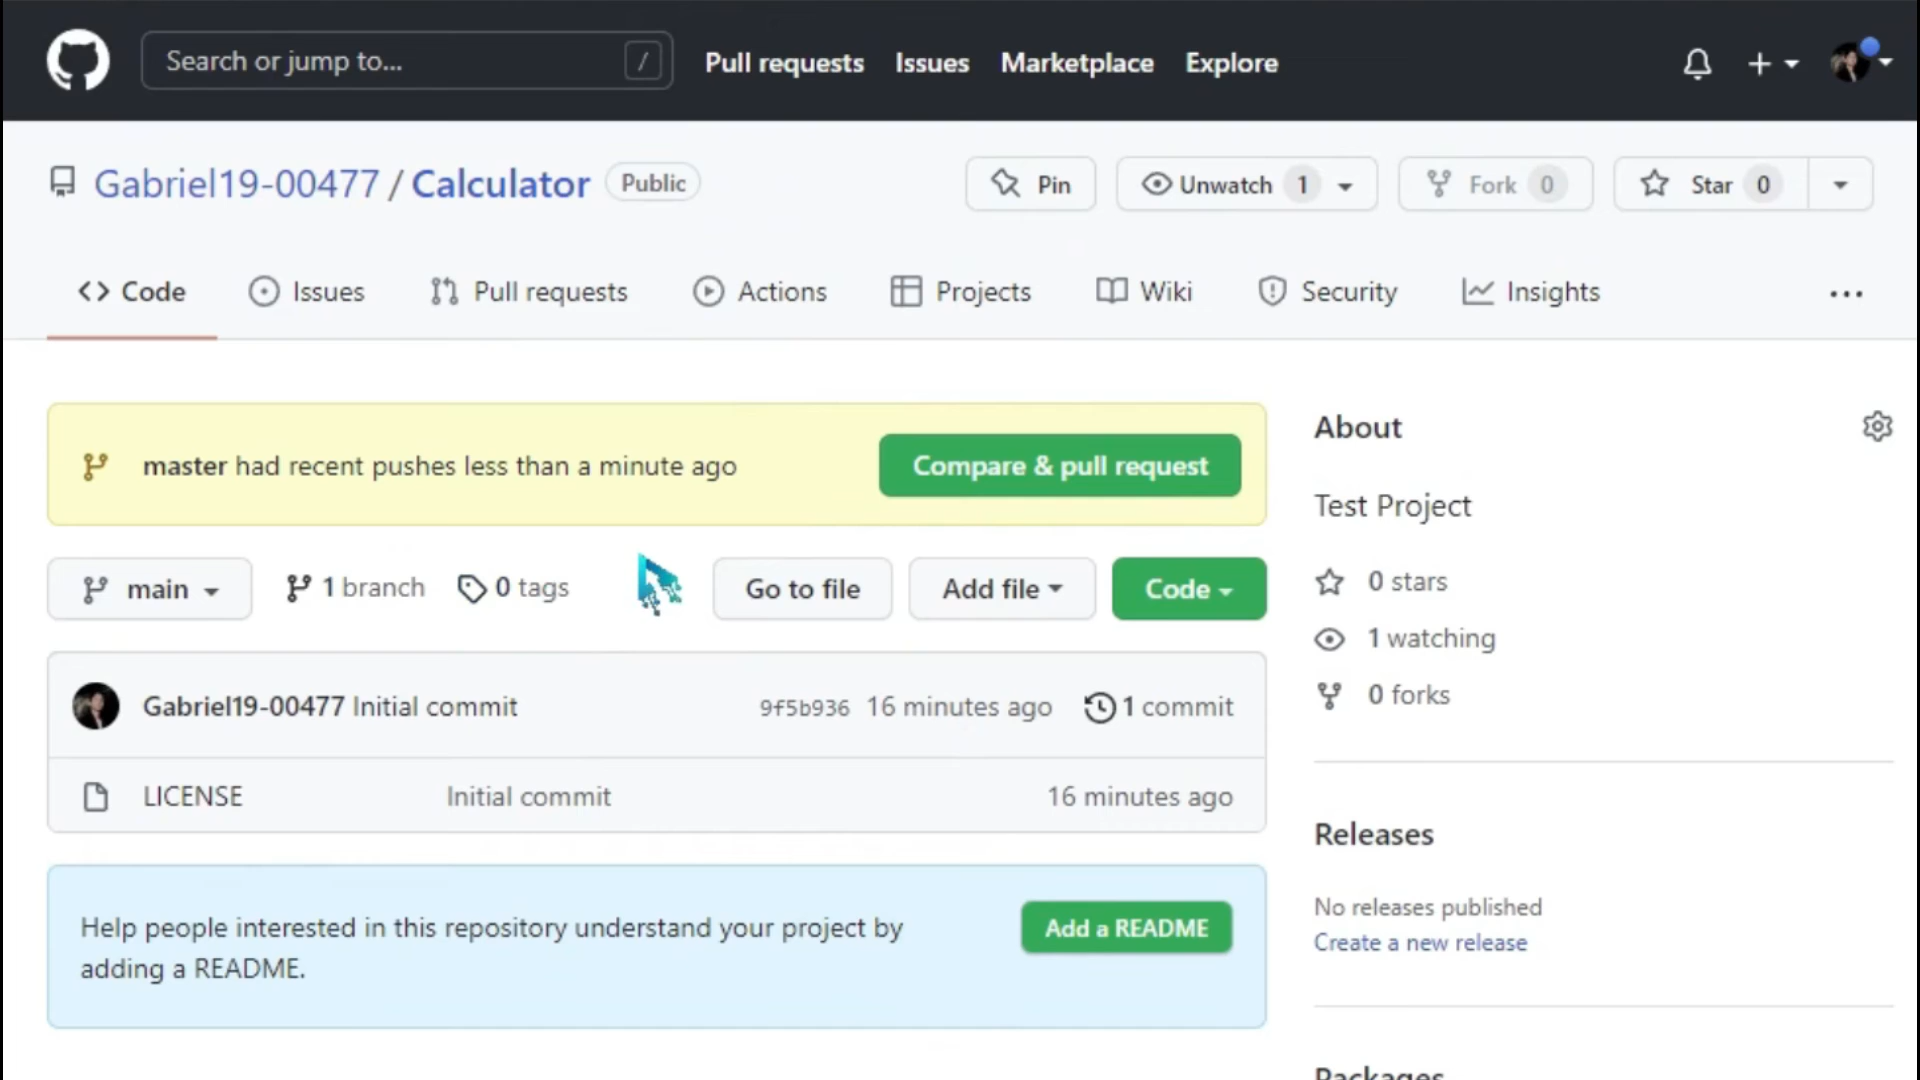 Search or jump to... /
Pull requests Issues Marketplace Explore
Gabriel19-00477 / Calculator Public
Pin Unwatch 1 Fork 0 Star 0
Code Issues Pull requests Actions Projects Wiki Security Insights
master had recent pushes less than a minute ago
Compare & pull request
main 1 branch 0 tags Go to file Add file Code
Gabriel19-00477 Initial commit 9f5b936 16 minutes ago 1 commit
LICENSE Initial commit 16 minutes ago
Help people interested in this repository understand your project by
adding a README.
Add a README
About
Test Project
0 stars
1 watching
0 forks
Releases
No releases published
Create a new release
Packages